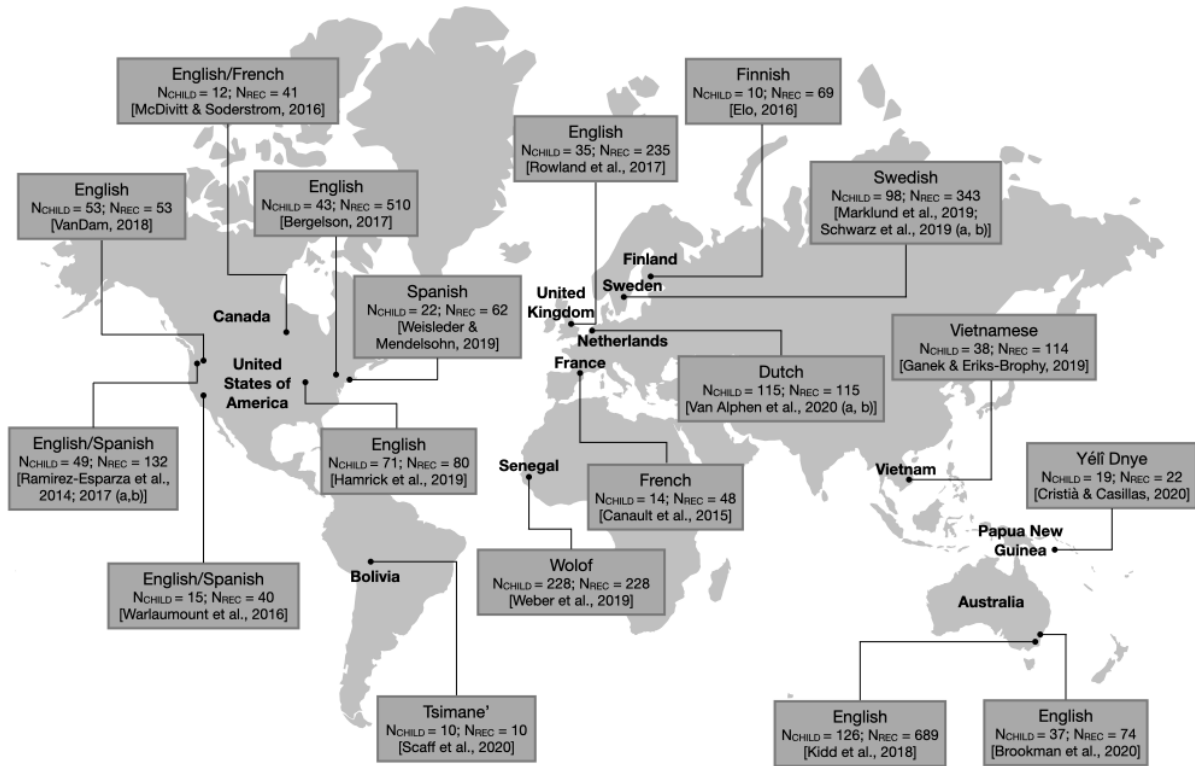 English/French
NCHILD = 12; NREC = 41
[McDivitt & Soderstrom, 2016]
Finnish
NCHILD = 10; NREC = 69
[Elo, 2016]
English
NCHILD = 35; NREC = 235
[Rowland et al., 2017]
English
NCHILD = 53; NREC = 53
[VanDam, 2018]
English
NCHILD = 43; NREC = 510
[Bergelson, 2017]
Swedish
NCHILD = 98; NREC = 343
[Marklund et al., 2019;
Schwarz et al., 2019 (a, b)]
Spanish
NCHILD = 22; NREC = 62
[Weisleder &
Mendelsohn, 2019]
Finland
Sweden
United
Kingdom
Netherlands
France
Canada
United
States of
America
Vietnamese
NCHILD = 38; NREC = 114
[Ganek & Eriks-Brophy, 2019]
Dutch
NCHILD = 115; NREC = 115
[Van Alphen et al., 2020 (a, b)]
English/Spanish
NCHILD = 49; NREC = 132
[Ramirez-Esparza et al.,
2014; 2017 (a,b)]
English
NCHILD = 71; NREC = 80
[Hamrick et al., 2019]
Senegal
French
NCHILD = 14; NREC = 48
[Canault et al., 2015]
Vietnam
Yélî Dnye
NCHILD = 19; NREC = 22
[Cristià & Casillas, 2020]
Papua New
Guinea
English/Spanish
NCHILD = 15; NREC = 40
[Warlaumount et al., 2016]
Bolivia
Wolof
NCHILD = 228; NREC = 228
[Weber et al., 2019]
Australia
Tsimane’
NCHILD = 10; NREC = 10
[Scaff et al., 2020]
English
NCHILD = 126; NREC = 689
[Kidd et al., 2018]
English
NCHILD = 37; NREC = 74
[Brookman et al., 2020]